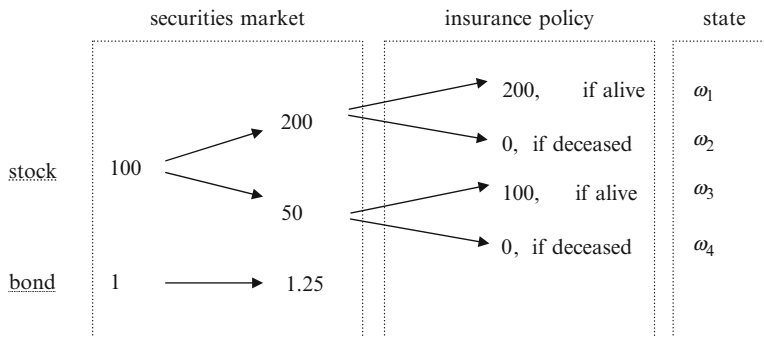 securities market insurance policy state
200, if alive ω1
200
0, if deceased ω2
stock 100
100, if alive ω3
50
0, if deceased ω4
bond 1 1.25